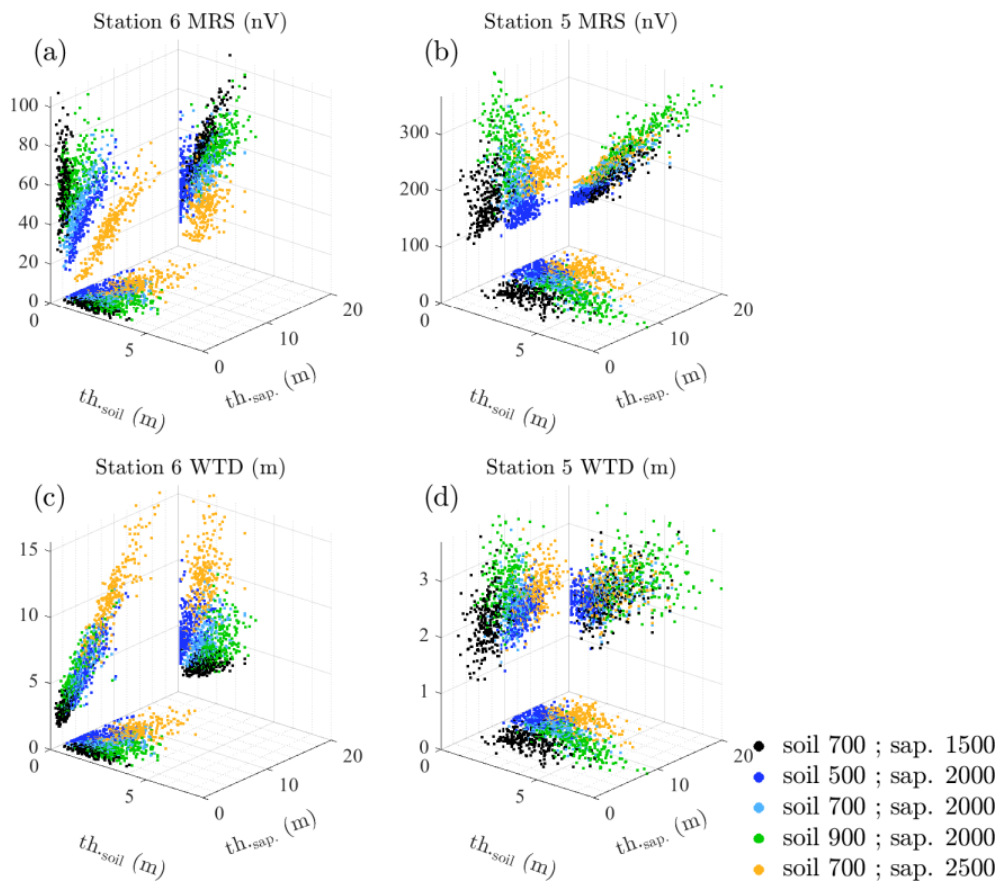 Station 6 MRS (nV)
(a)
100
80
60
40
20
0
0
5
0
10
20
th.soil (m)
th.sap. (m)
Station 5 MRS (nV)
(b)
300
200
100
0
0
5
0
10
20
th.soil (m)
th.sap. (m)
Station 6 WTD (m)
(c)
15
10
5
0
0
5
0
10
20
th.soil (m)
th.sap. (m)
Station 5 WTD (m)
(d)
3
2
1
0
0
5
0
10
20
th.soil (m)
th.sap. (m)
soil 700 ; sap. 1500
soil 500 ; sap. 2000
soil 700 ; sap. 2000
soil 900 ; sap. 2000
soil 700 ; sap. 2500